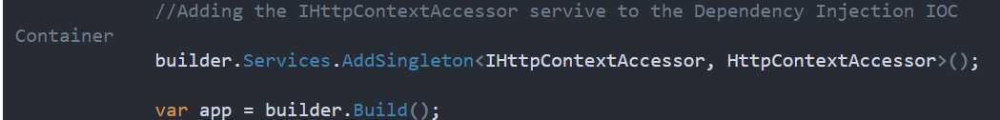 //Adding the IHttpContextAccessor servive to the Dependency Injection IOC
Container
builder.Services.AddSingleton<IHttpContextAccessor, HttpContextAccessor>();
var app = builder.Build();